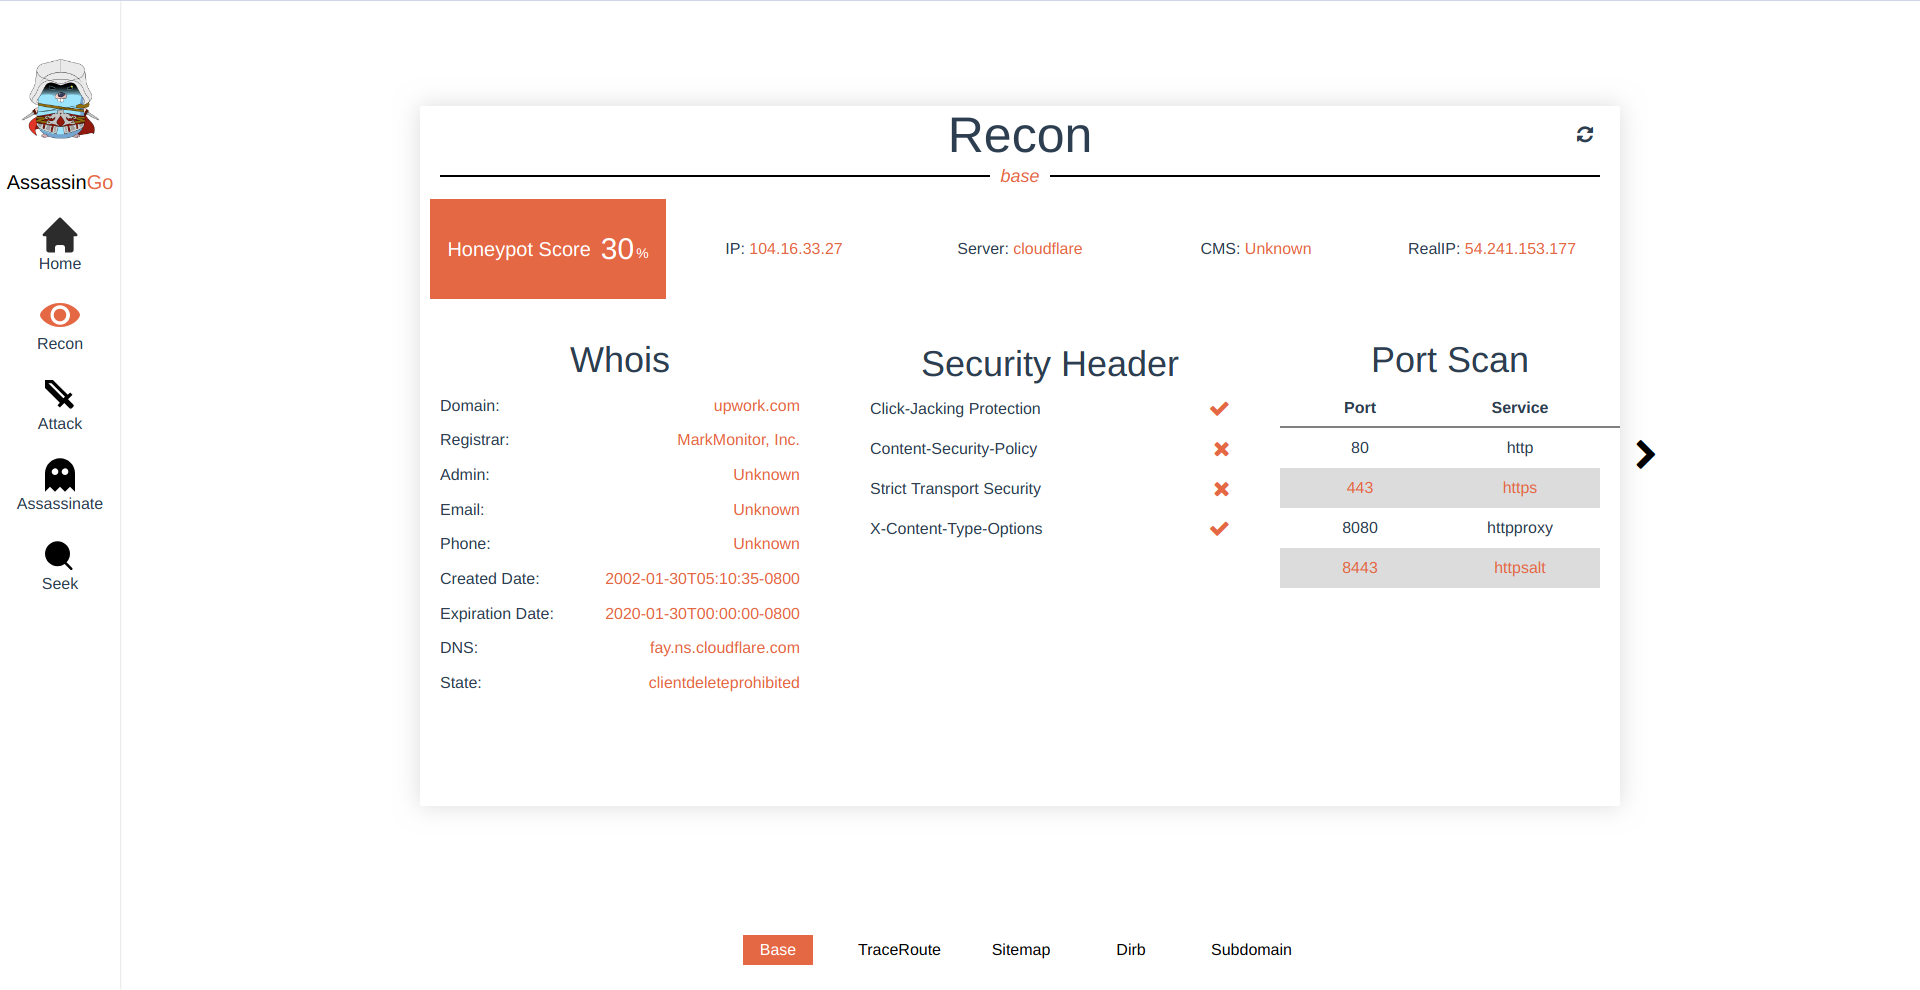 AssassinGo
Home
Recon
Attack
Assassinate
Seek
Recon
base
Honeypot Score 30%
IP: 104.16.33.27
Server: cloudflare
CMS: Unknown
RealIP: 54.241.153.177
Whois
Domain: upwork.com
Registrar: MarkMonitor, Inc.
Admin: Unknown
Email: Unknown
Phone: Unknown
Created Date: 2002-01-30T05:10:35-0800
Expiration Date: 2020-01-30T00:00:00-0800
DNS: fay.ns.cloudflare.com
State: clientdeleteprohibited
Security Header
Click-Jacking Protection
Content-Security-Policy
Strict Transport Security
X-Content-Type-Options
Port Scan
Port Service
80 http
443 https
8080 httpproxy
8443 httpsalt
Base TraceRoute Sitemap Dirb Subdomain